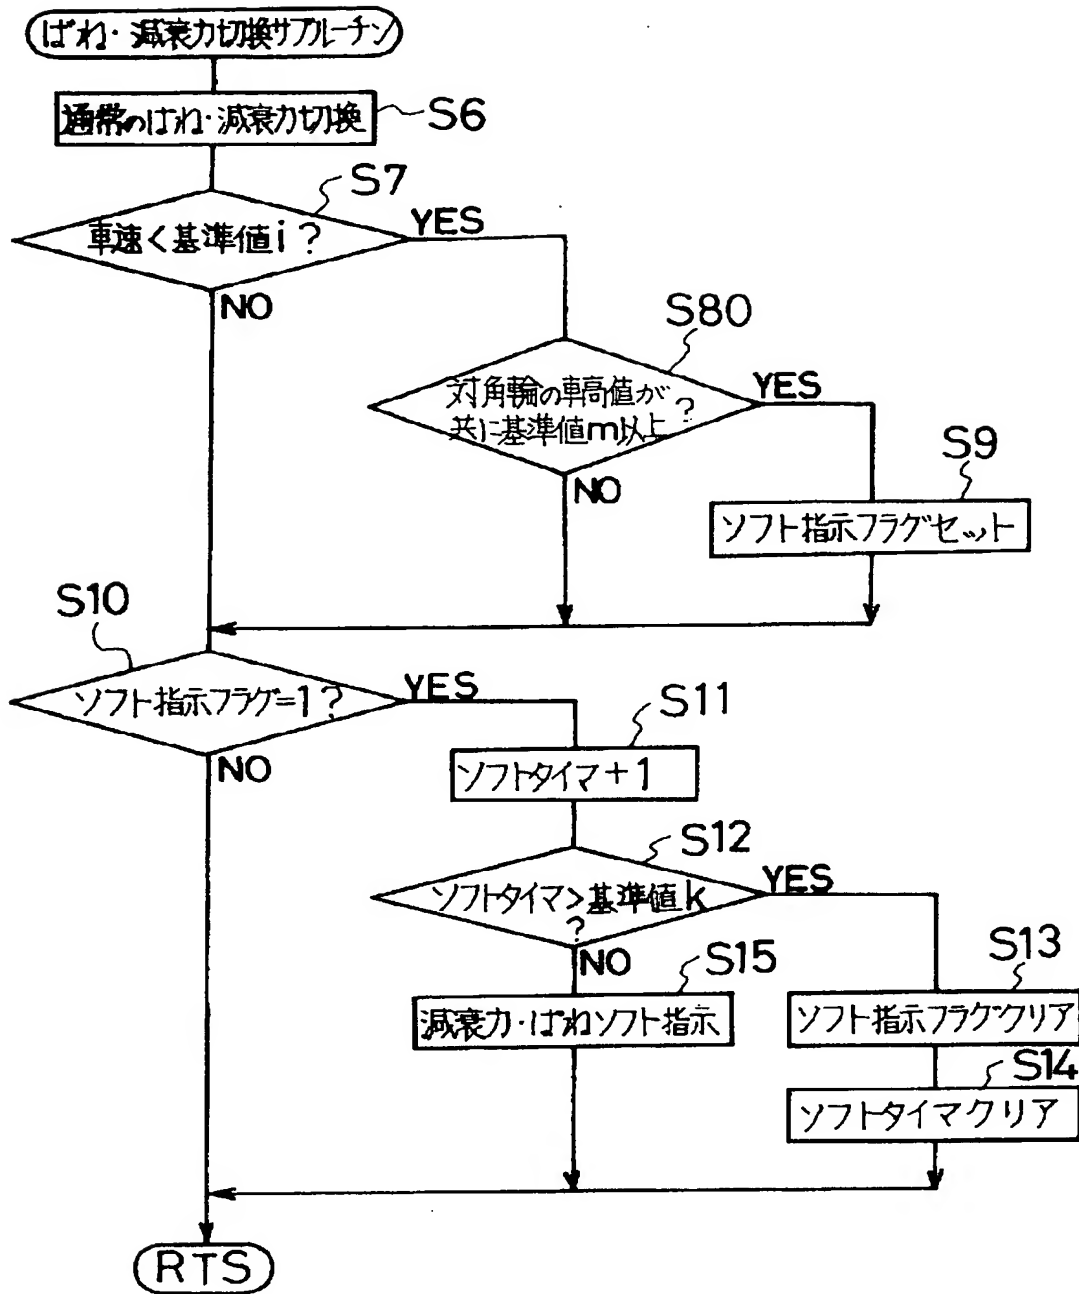 ばね・減衰力切換サブルーチン
通常のばね・減衰力切換
S6
S7
車速<基準値i?
YES
NO
S80
対角輪の車高値が
共に基準値m以上?
YES
NO
S9
ソフト指示フラグセット
S10
ソフト指示フラグ=1?
YES
NO
S11
ソフトタイマ+1
S12
ソフトタイマ>基準値k
?
YES
NO
S15
減衰力・ばねソフト指示
S13
ソフト指示フラグクリア
S14
ソフトタイマクリア
RTS